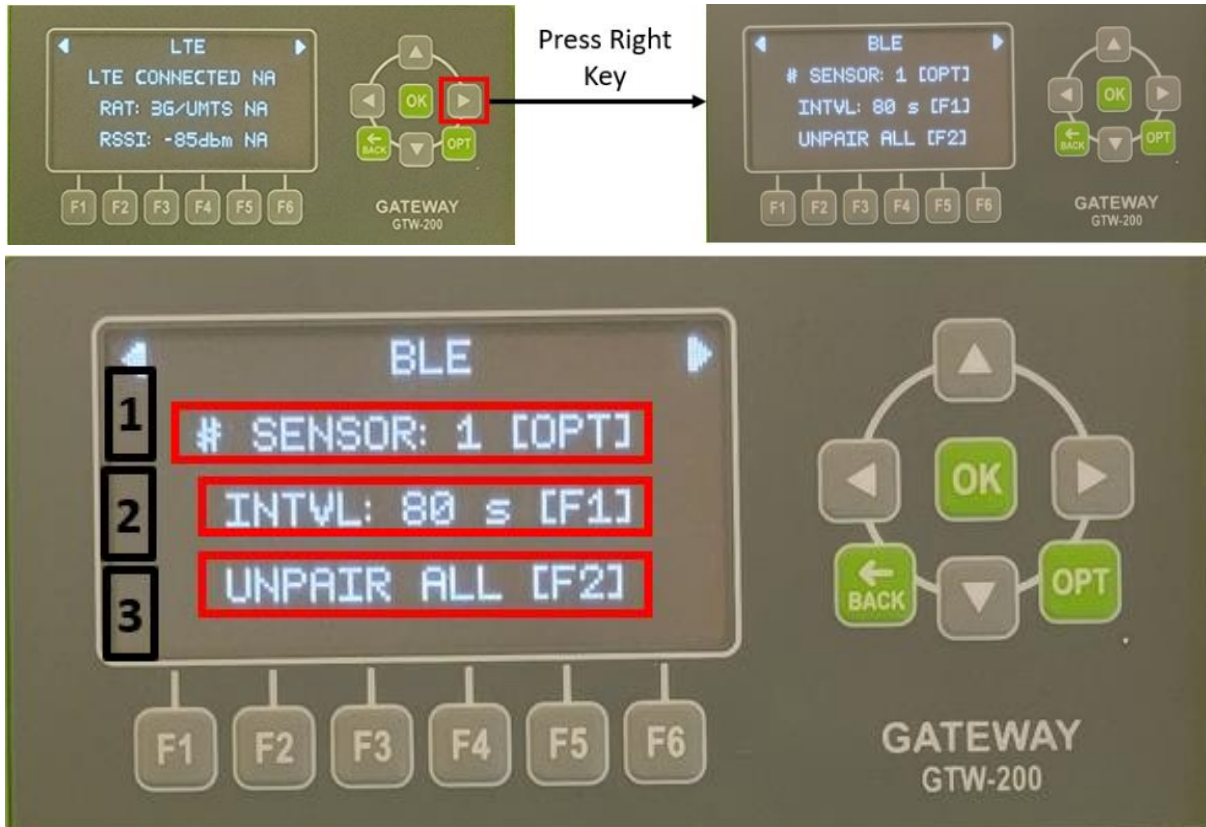 LTE
LTE CONNECTED NA
RAT: 3G/UMTS NA
RSSI: -85dbm NA
F1 F2 F3 F4 F5 F6
OK
BACK
OPT
GATEWAY
GTW-200
Press Right
Key
BLE
# SENSOR: 1 [OPT]
INTVL: 80 s [F1]
UNPAIR ALL [F2]
F1 F2 F3 F4 F5 F6
OK
BACK
OPT
GATEWAY
GTW-200
BLE
1
# SENSOR: 1 [OPT]
2
INTVL: 80 s [F1]
3
UNPAIR ALL [F2]
F1 F2 F3 F4 F5 F6
OK
BACK
OPT
GATEWAY
GTW-200